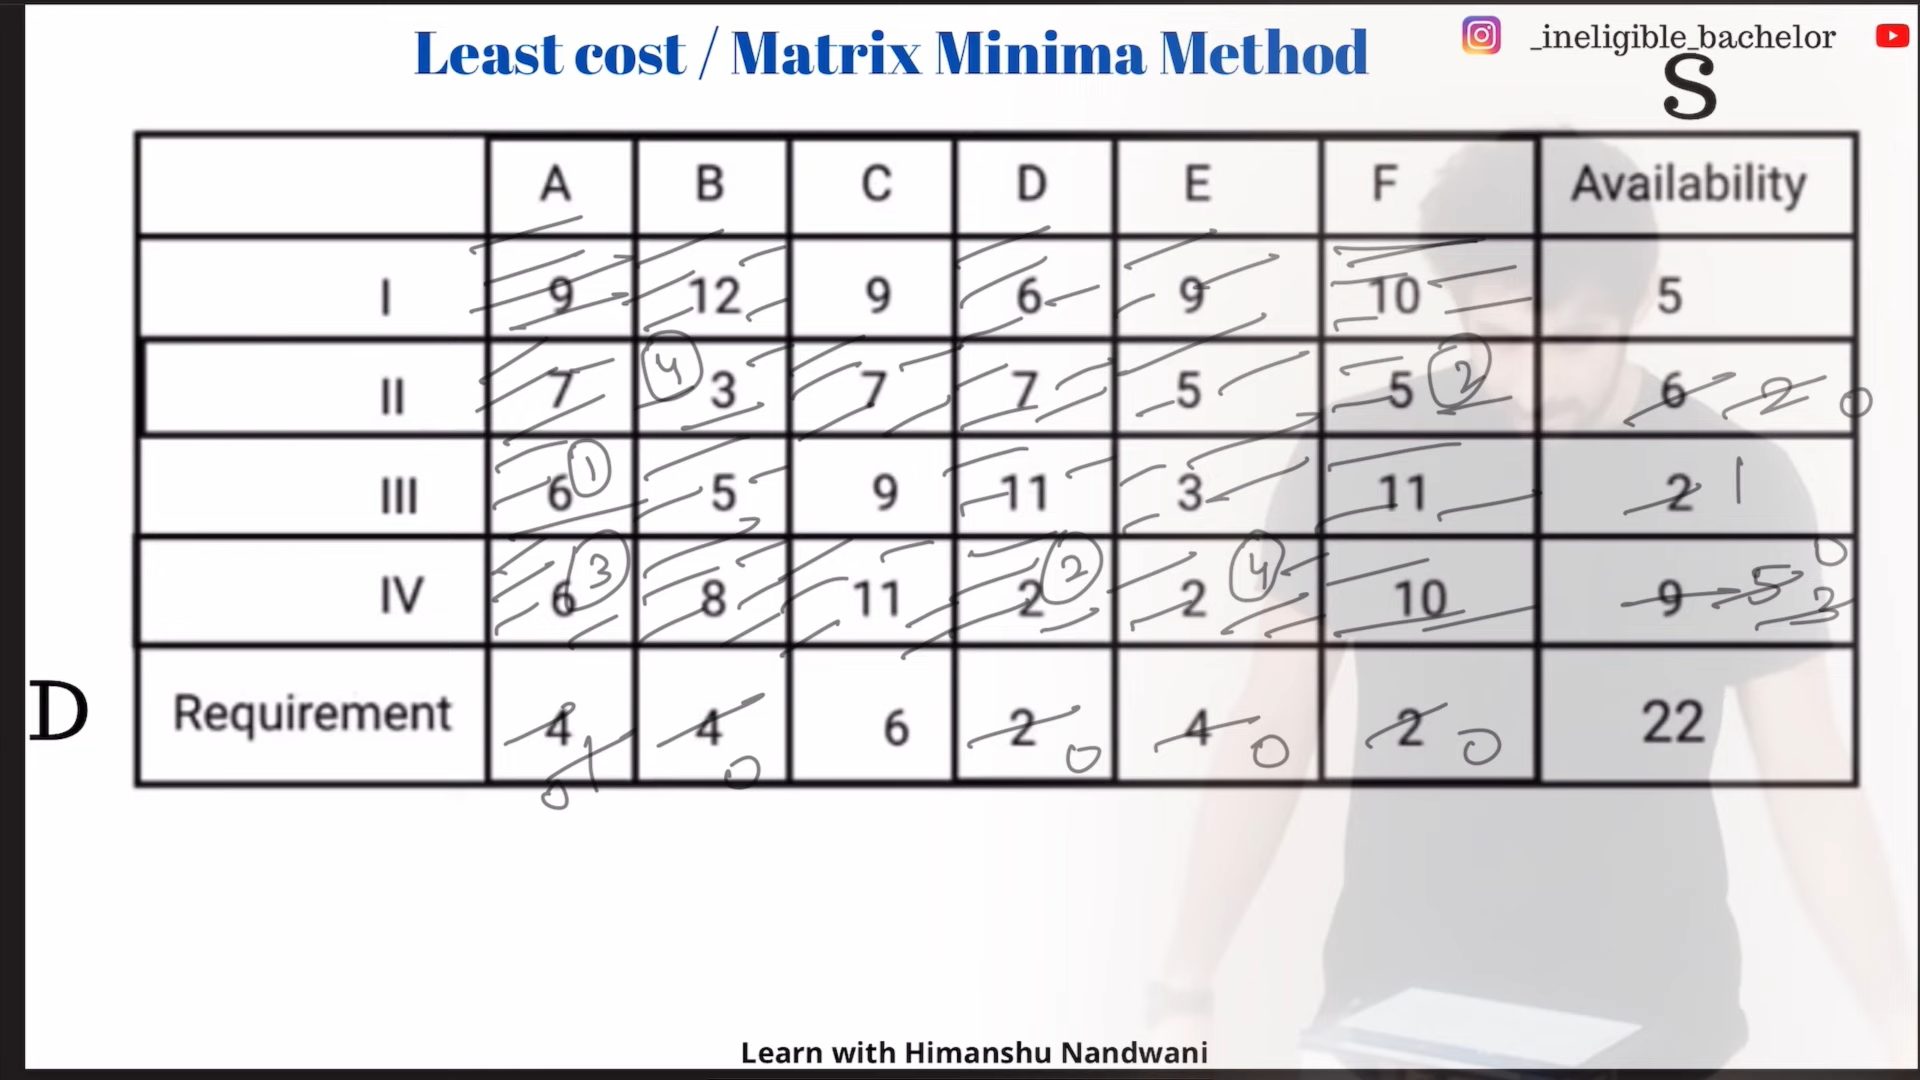 Least cost / Matrix Minima Method
_ineligible_bachelor
S
A B C D E F Availability
I 9 12 9 6 9 10 5
II 7 4 3 7 7 5 5 2 6 2 0
III 6 1 5 9 11 3 11 2 1
IV 6 3 8 11 2 2 2 4 10 9 5 3 0
D
Requirement 4 1 0 4 0 6 2 0 4 0 2 0 22
Learn with Himanshu Nandwani